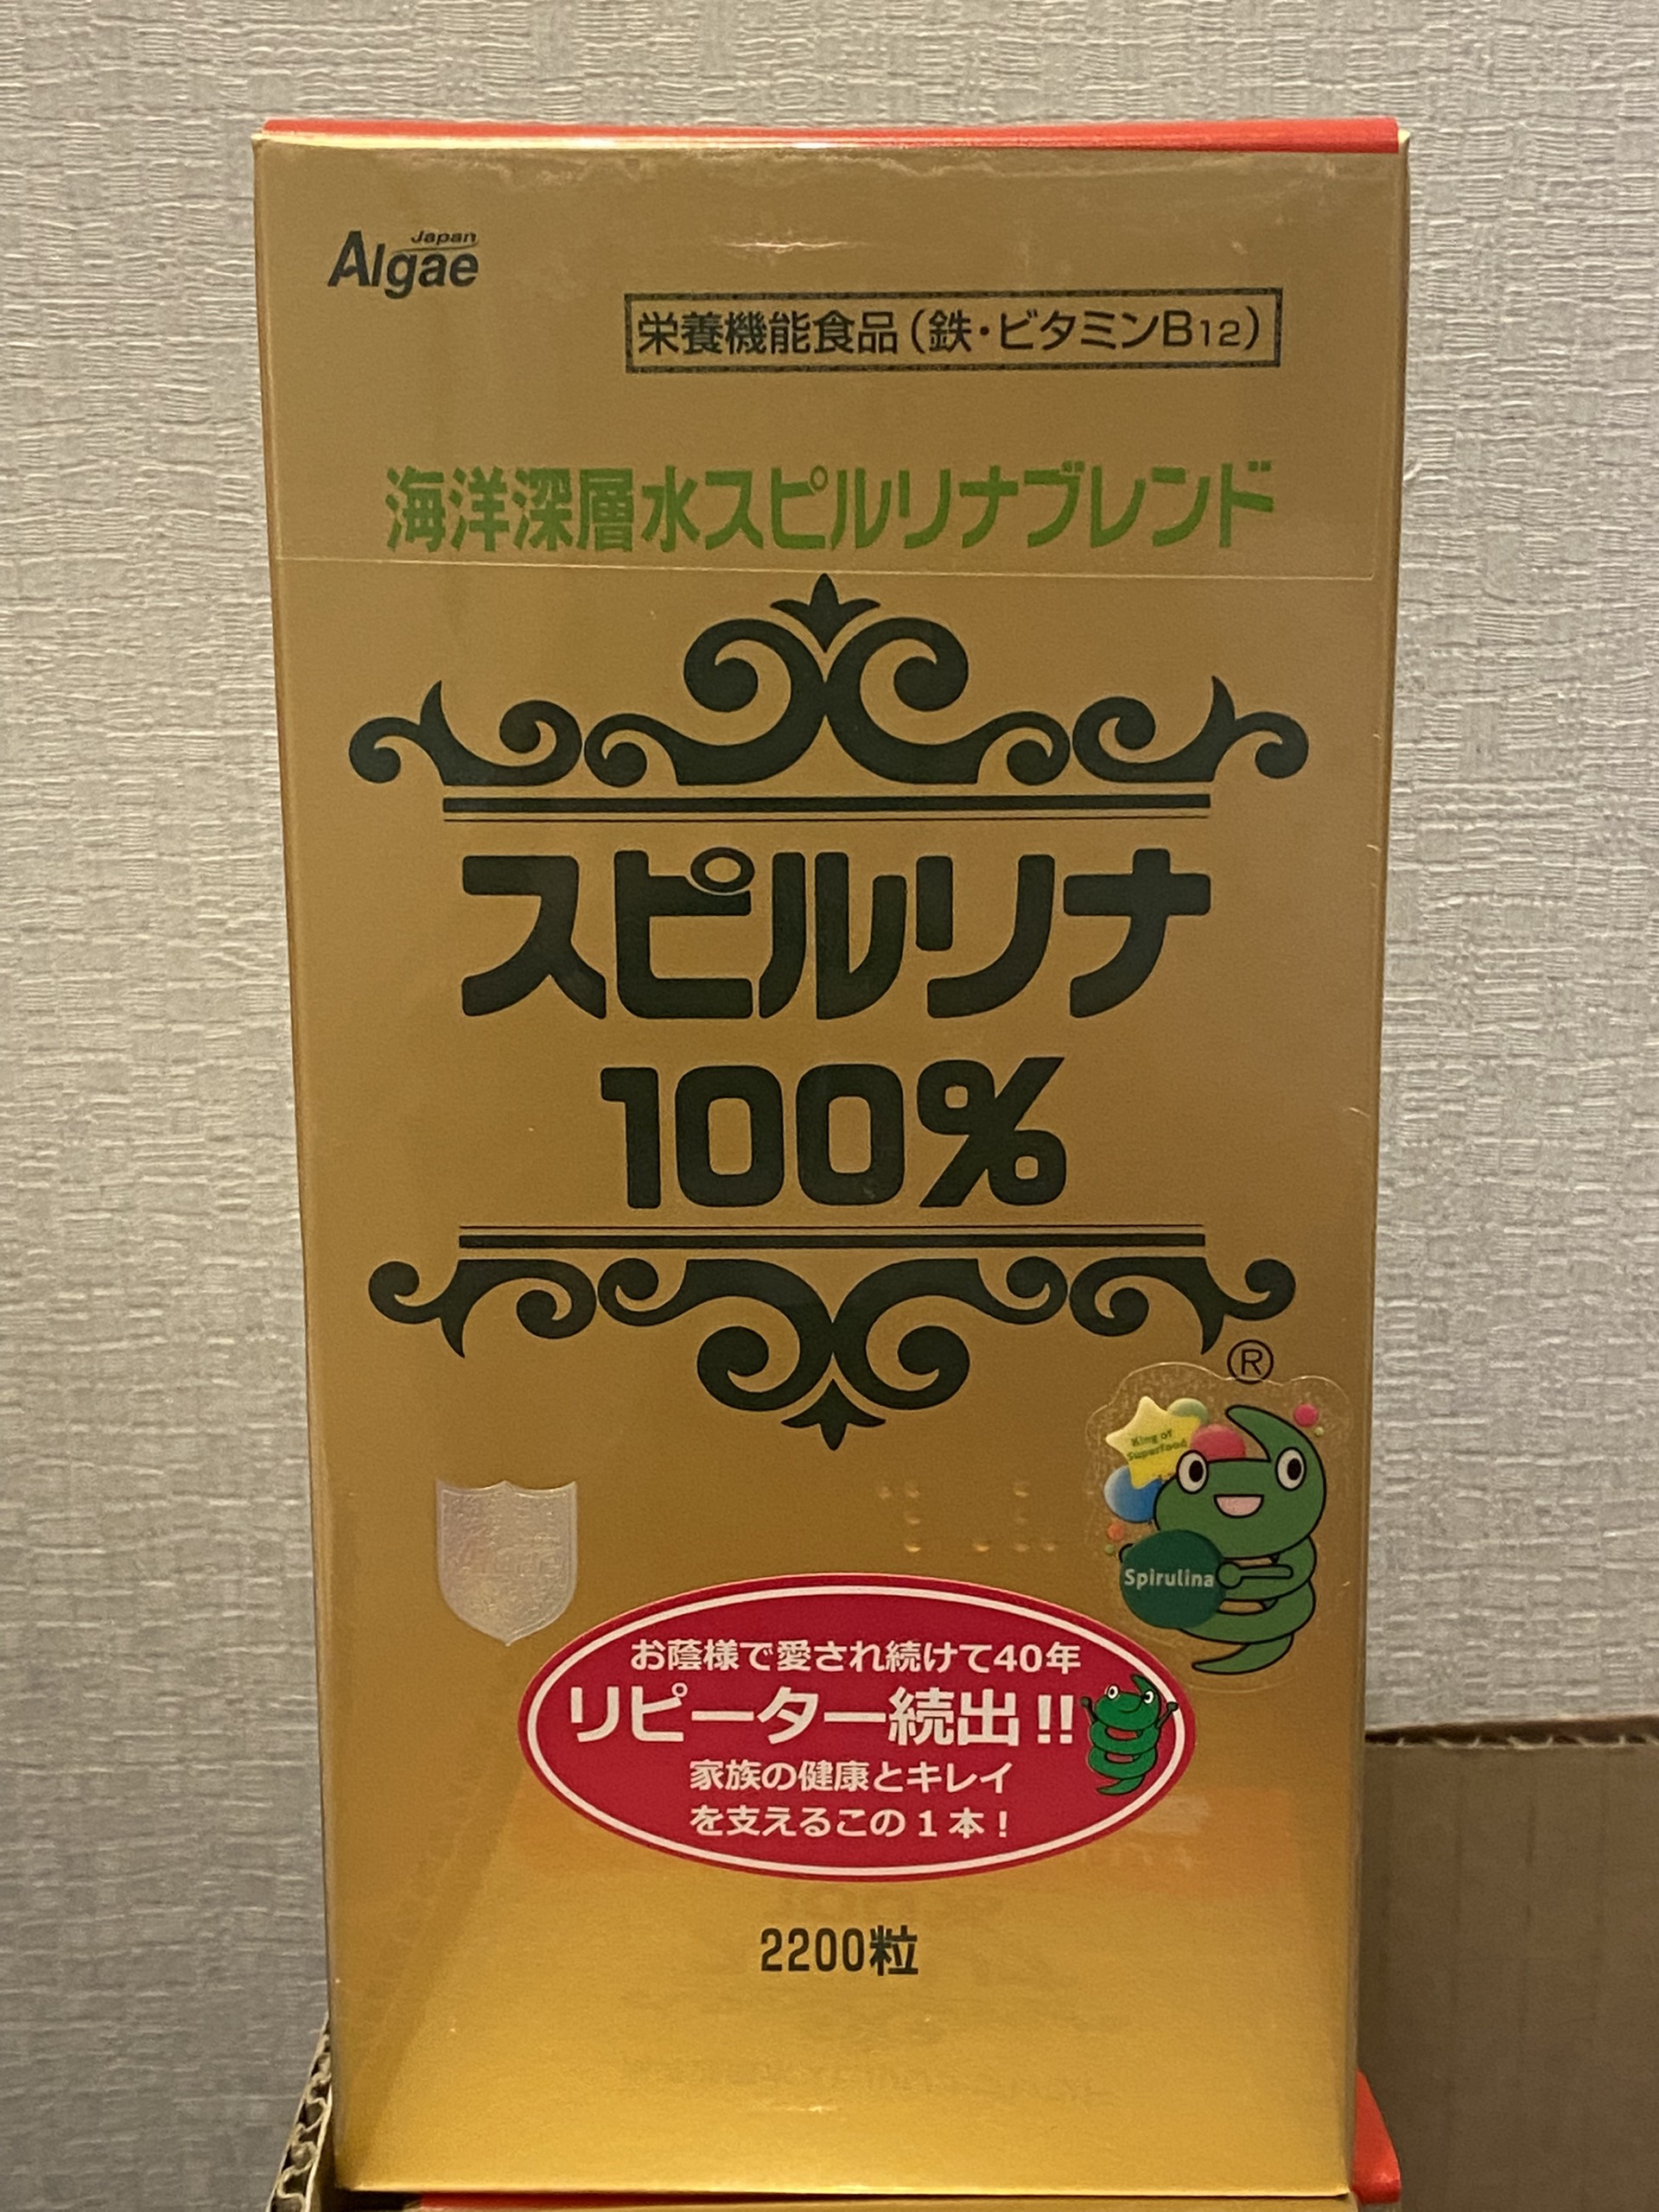 Japan
Algae
栄養機能食品(鉄・ビタミンB12)
海洋深層水スピルリナブレンド
スピルリナ
100%
®
King of
Superfood
Spirulina
お蔭様で愛され続けて40年
リピーター続出!!
家族の健康とキレイ
を支えるこの1本!
2200粒